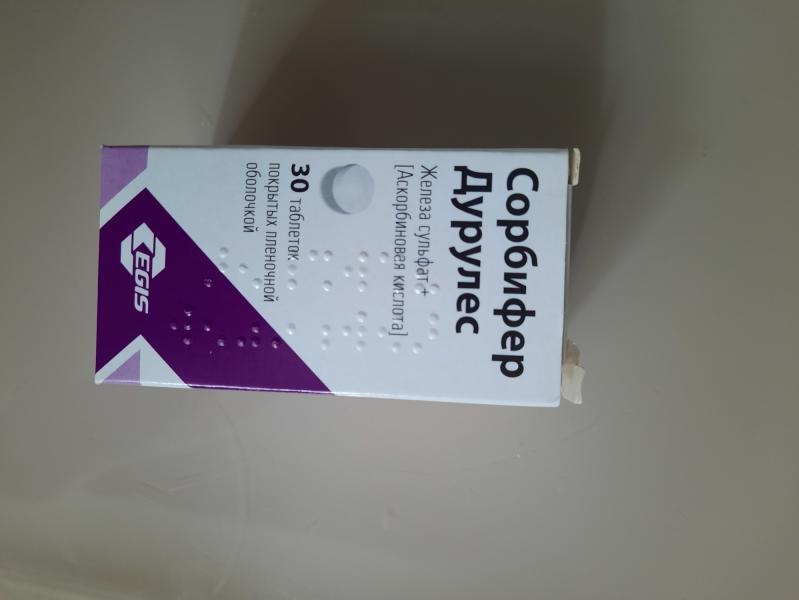 Сорбифер
Дурулес
Железа сульфат +
[Аскорбиновая кислота]
30 таблеток
покрытых пленочной
оболочкой
EGIS